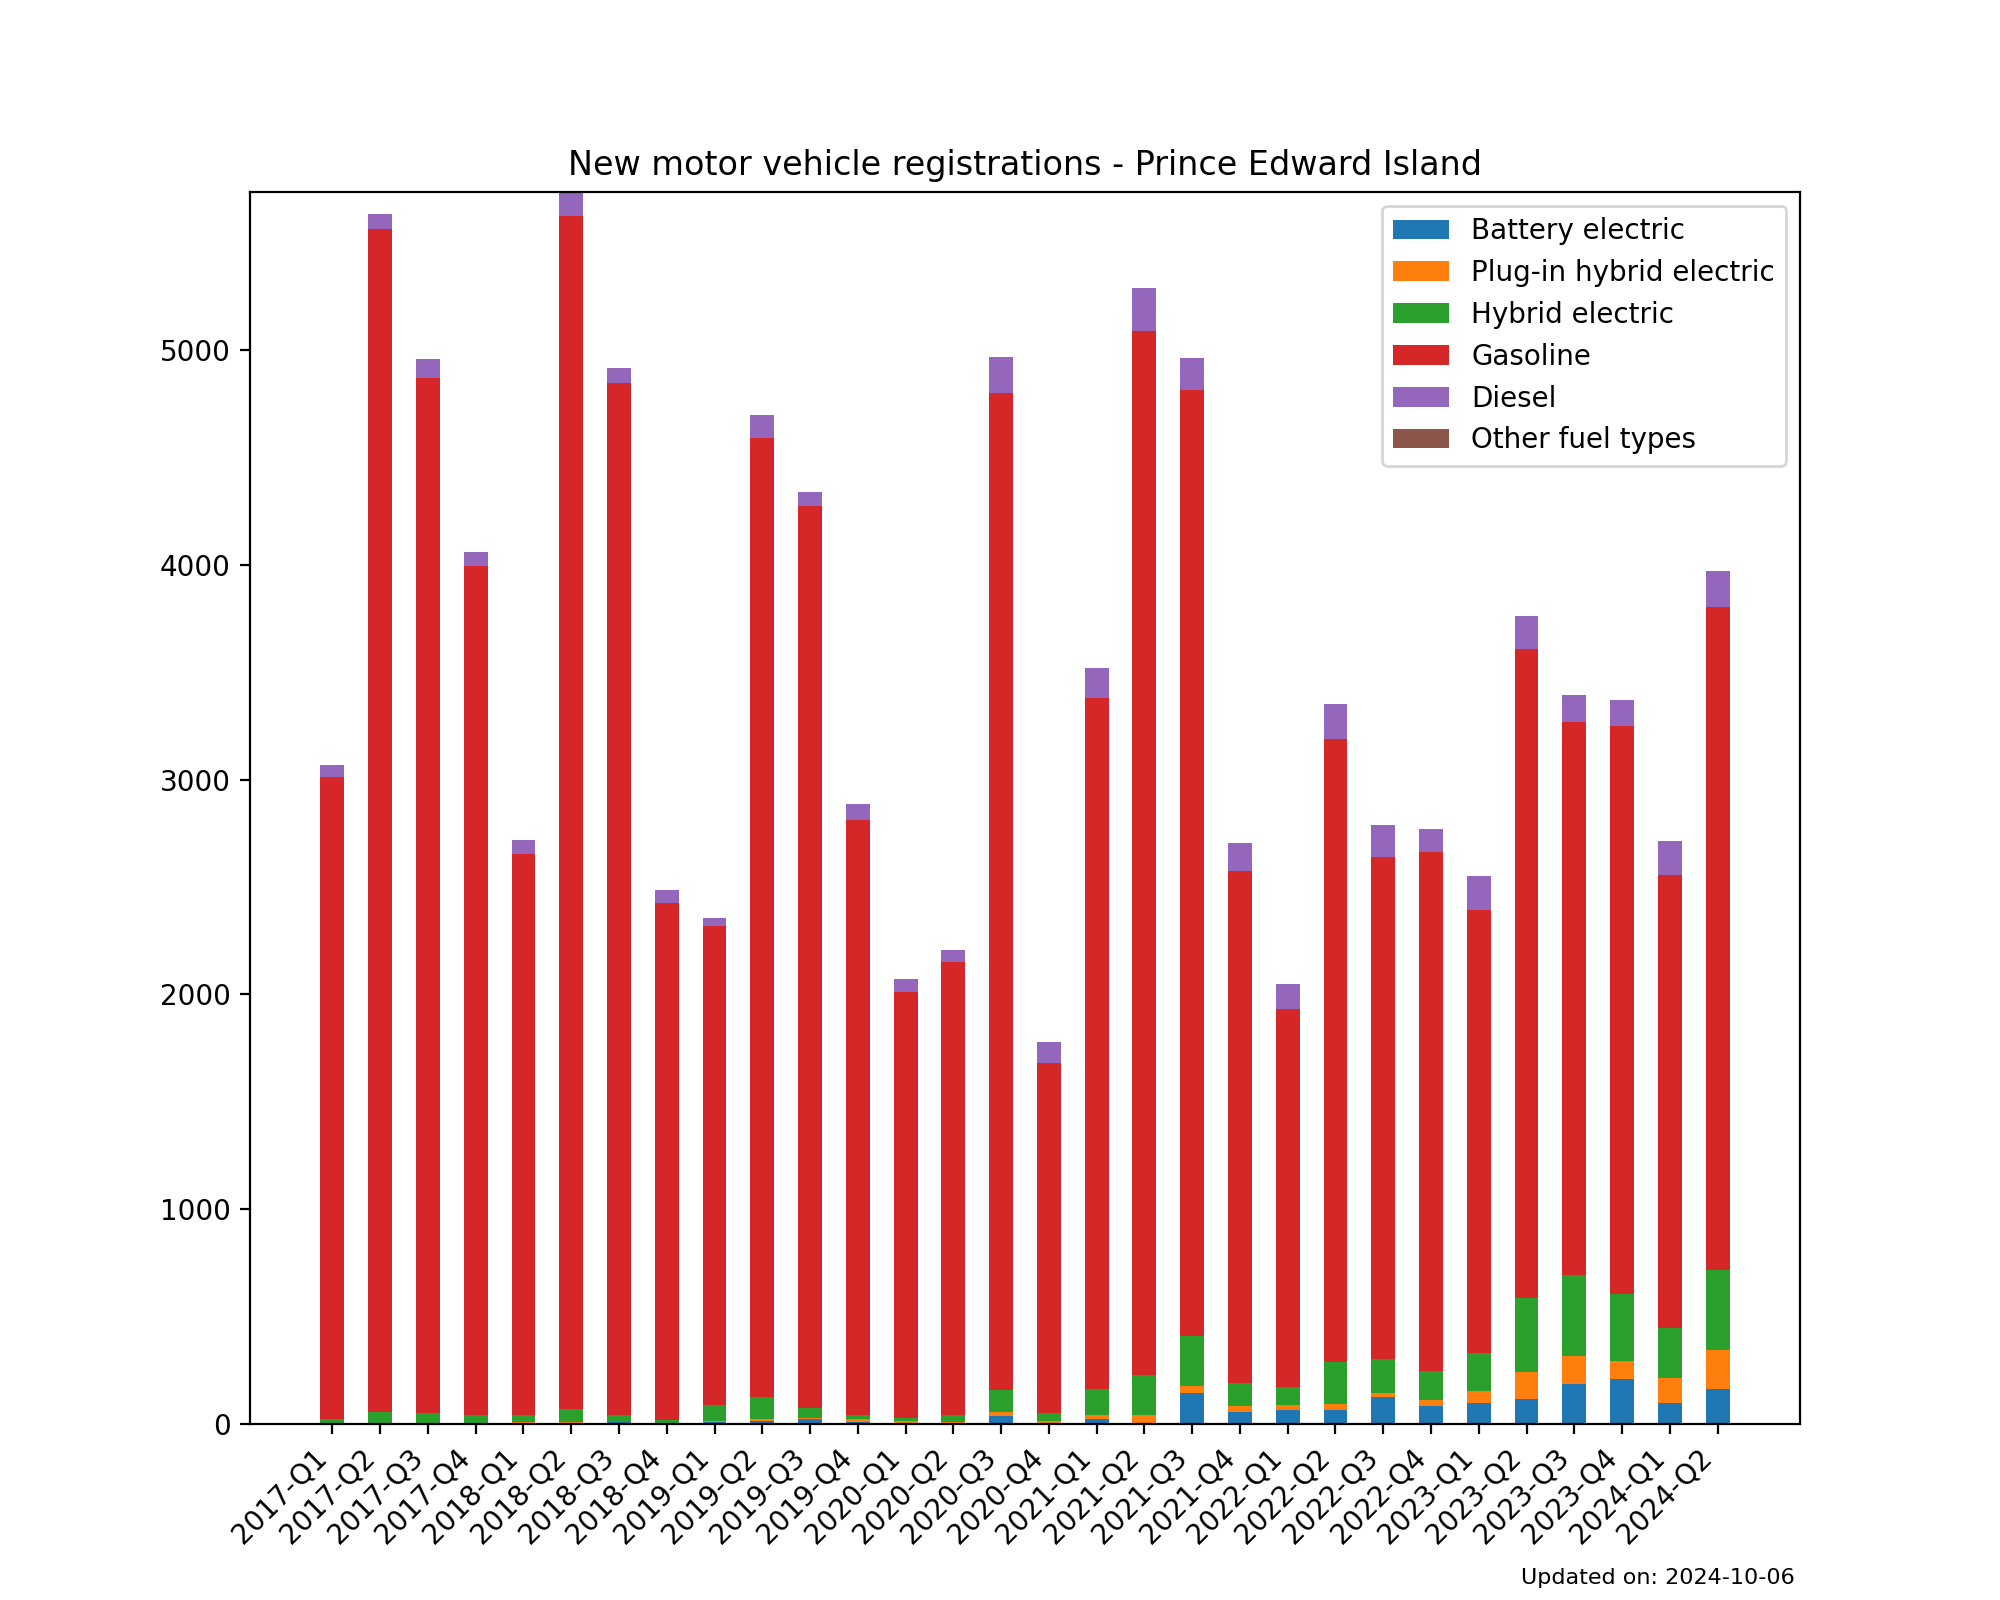 New motor vehicle registrations - Prince Edward Island
Battery electric
Plug-in hybrid electric
Hybrid electric
Gasoline
Diesel
Other fuel types
5000
4000
3000
2000
1000
0
2017-Q1
2017-Q2
2017-Q3
2017-Q4
2018-Q1
2018-Q2
2018-Q3
2018-Q4
2019-Q1
2019-Q2
2019-Q3
2019-Q4
2020-Q1
2020-Q2
2020-Q3
2020-Q4
2021-Q1
2021-Q2
2021-Q3
2021-Q4
2022-Q1
2022-Q2
2022-Q3
2022-Q4
2023-Q1
2023-Q2
2023-Q3
2023-Q4
2024-Q1
2024-Q2
Updated on: 2024-10-06